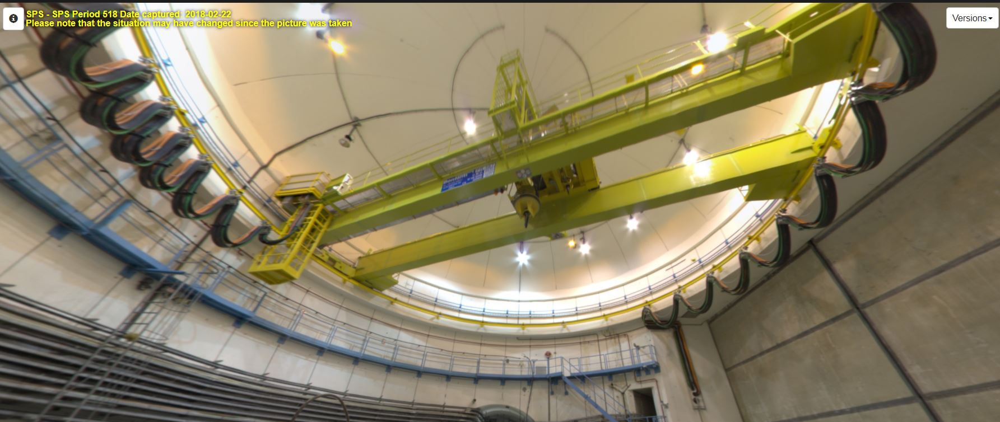 SPS - SPS Period 518 Date captured: 2018-02-22
Please note that the situation may have changed since the picture was taken
Versions
Bonfanti